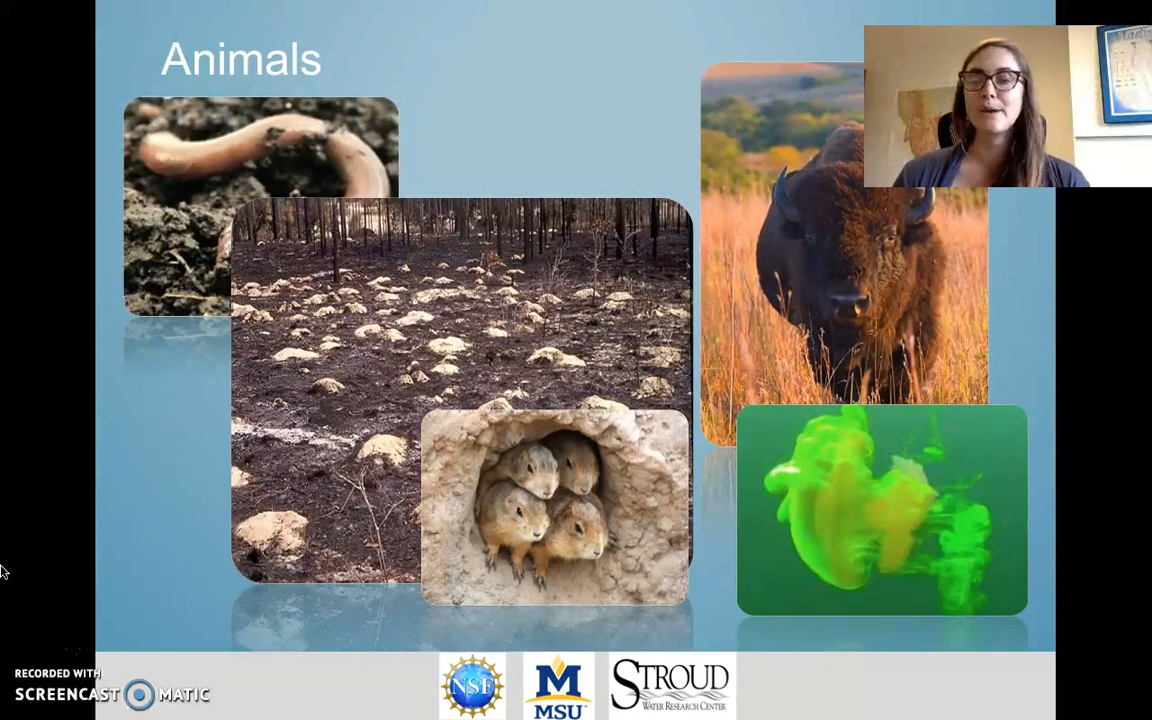 Animals
RECORDED WITH
SCREENCAST MATIC
NSF
M
MSU
STROUD
WATER RESEARCH CENTER